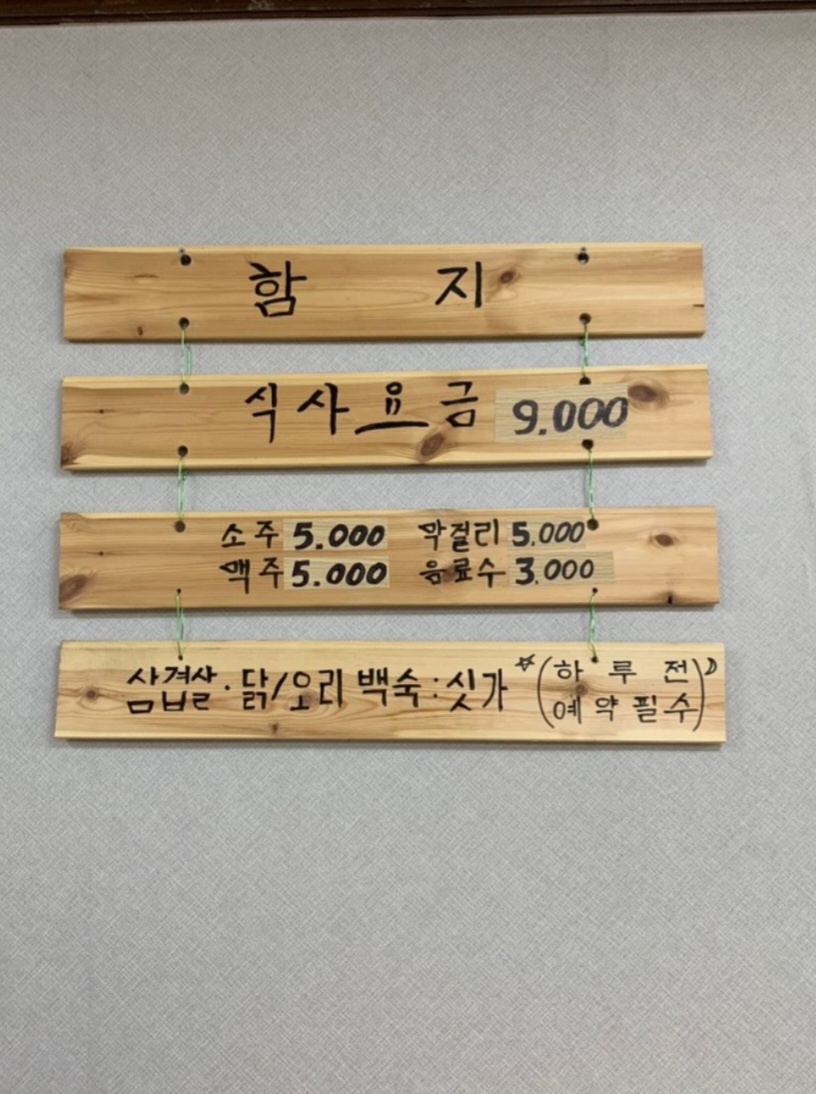 함 지
식사요금 9.000
소주 5.000 막걸리 5.000
맥주 5.000 음료수 3.000
삼겹살·닭/오리 백숙:싯가 ☆(하루전
예약필수)